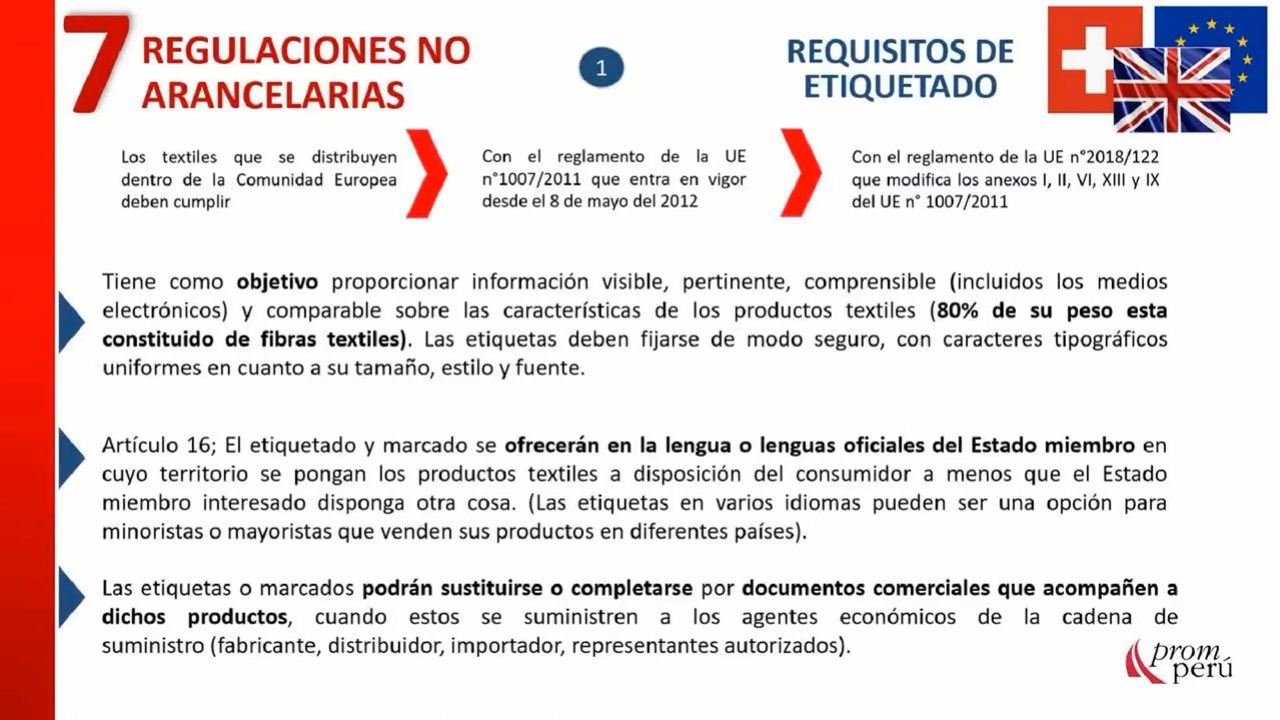 7 REGULACIONES NO
ARANCELARIAS
1
REQUISITOS DE
ETIQUETADO
Los textiles que se distribuyen
dentro de la Comunidad Europea
deben cumplir
Con el reglamento de la UE
n°1007/2011 que entra en vigor
desde el 8 de mayo del 2012
Con el reglamento de la UE n°2018/122
que modifica los anexos I, II, VI, XIII y IX
del UE n° 1007/2011
Tiene como objetivo proporcionar información visible, pertinente, comprensible (incluidos los medios
electrónicos) y comparable sobre las características de los productos textiles (80% de su peso esta
constituido de fibras textiles). Las etiquetas deben fijarse de modo seguro, con caracteres tipográficos
uniformes en cuanto a su tamaño, estilo y fuente.
Artículo 16; El etiquetado y marcado se ofrecerán en la lengua o lenguas oficiales del Estado miembro en
cuyo territorio se pongan los productos textiles a disposición del consumidor a menos que el Estado
miembro interesado disponga otra cosa. (Las etiquetas en varios idiomas pueden ser una opción para
minoristas o mayoristas que venden sus productos en diferentes países).
Las etiquetas o marcados podrán sustituirse o completarse por documentos comerciales que acompañen a
dichos productos, cuando estos se suministren a los agentes económicos de la cadena de
suministro (fabricante, distribuidor, importador, representantes autorizados).
prom
perú